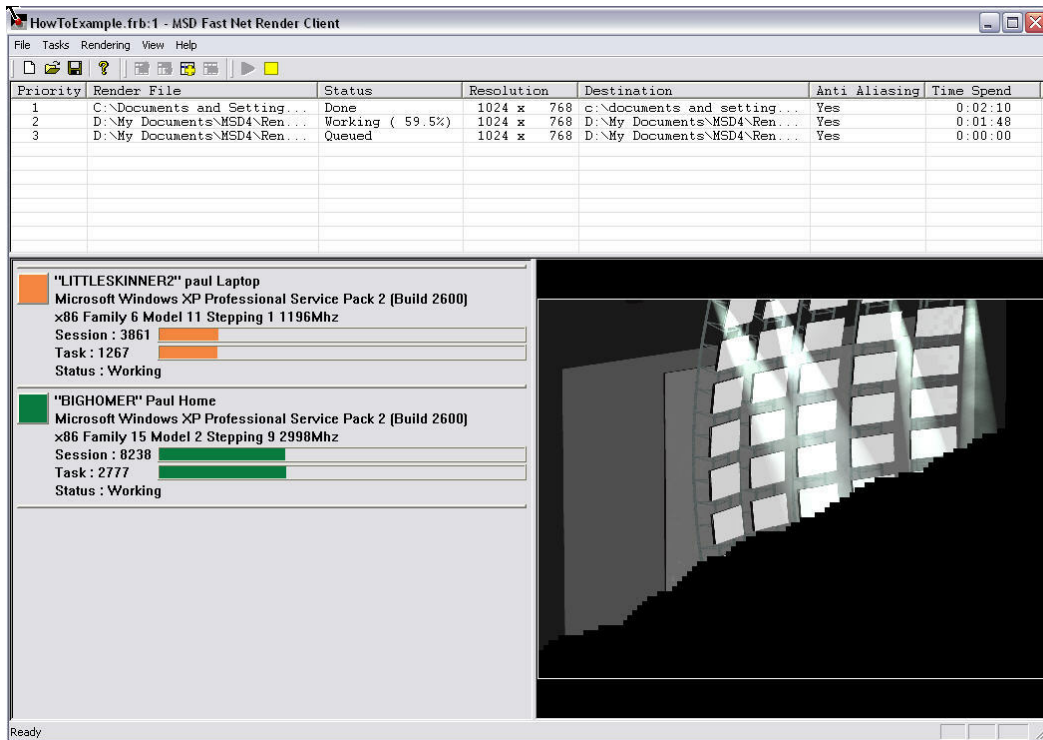 HowToExample.frb:1 - MSD Fast Net Render Client
File Tasks Rendering View Help
Priority Render File Status Resolution Destination Anti Aliasing Time Spend
1 C:\Documents and Setting... Done 1024 x 768 c:\documents and setting... Yes 0:02:10
2 D:\My Documents\MSD4\Ren... Working ( 59.5%) 1024 x 768 D:\My Documents\MSD4\Ren... Yes 0:01:48
3 D:\My Documents\MSD4\Ren... Queued 1024 x 768 D:\My Documents\MSD4\Ren... Yes 0:00:00
"LITTLESKINNER2" paul Laptop
Microsoft Windows XP Professional Service Pack 2 (Build 2600)
x86 Family 6 Model 11 Stepping 1 1196Mhz
Session : 3861
Task : 1267
Status : Working
"BIGHOMER" Paul Home
Microsoft Windows XP Professional Service Pack 2 (Build 2600)
x86 Family 15 Model 2 Stepping 9 2998Mhz
Session : 8238
Task : 2777
Status : Working
Ready